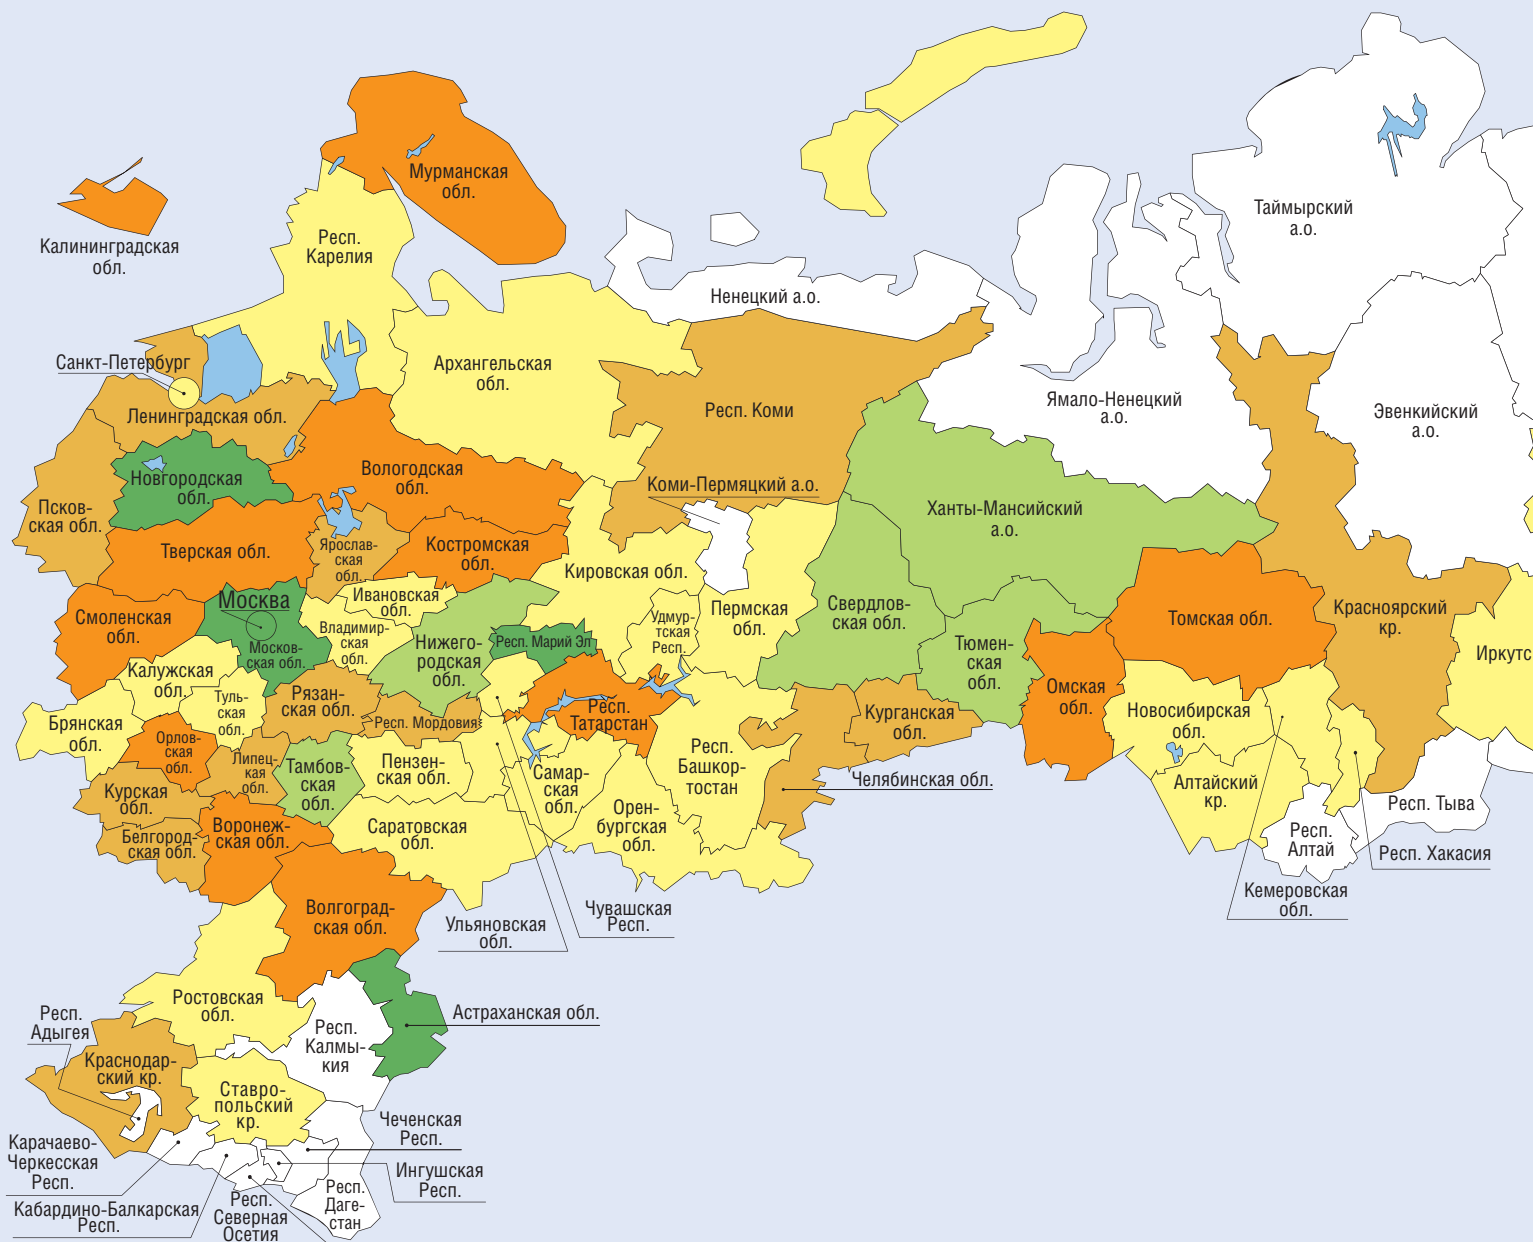 Мурманская
обл.
Калининградская
обл.
Респ.
Карелия
Таймырский
а.о.
Ненецкий а.о.
Санкт-Петербург
Архангельская
обл.
Ленинградская обл.
Респ. Коми
Ямало-Ненецкий
а.о.
Эвенкийский
а.о.
Новгородская
обл.
Вологодская
обл.
Коми-Пермяцкий а.о.
Псков-
ская обл.
Ханты-Мансийский
а.о.
Тверская обл.
Ярослав-
ская
обл.
Костромская
обл.
Кировская обл.
Ивановская
обл.
Москва
Смоленская
обл.
Москов-
ская обл.
Владимир-
ская
обл.
Нижего-
родская
обл.
Респ. Марий Эл
Удмур-
тская
Респ.
Пермская
обл.
Свердлов-
ская обл.
Тюмен-
ская
обл.
Томская обл.
Красноярский
кр.
Иркутс
Калужская
обл.
Туль-
ская
обл.
Рязан-
ская обл.
Респ. Мордовия
Респ.
Татарстан
Курганская
обл.
Омская
обл.
Новосибирская
обл.
Брянская
обл.
Орлов-
ская
обл.
Липец-
кая
обл.
Тамбов-
ская
обл.
Пензен-
ская обл.
Самар-
ская
обл.
Респ.
Башкор-
тостан
Челябинская обл.
Алтайский
кр.
Курская
обл.
Белгород-
ская обл.
Воронеж-
ская обл.
Саратовская
обл.
Орен-
бургская
обл.
Респ.
Алтай
Респ. Тыва
Респ. Хакасия
Кемеровская
обл.
Волгоград-
ская обл.
Ульяновская
обл.
Чувашская
Респ.
Ростовская
обл.
Респ.
Адыгея
Респ.
Калмы-
кия
Астраханская обл.
Краснодар-
ский кр.
Ставро-
польский
кр.
Чеченская
Респ.
Карачаево-
Черкесская
Респ.
Ингушская
Респ.
Кабардино-Балкарская
Респ.
Респ.
Северная
Осетия
Респ.
Даге-
стан